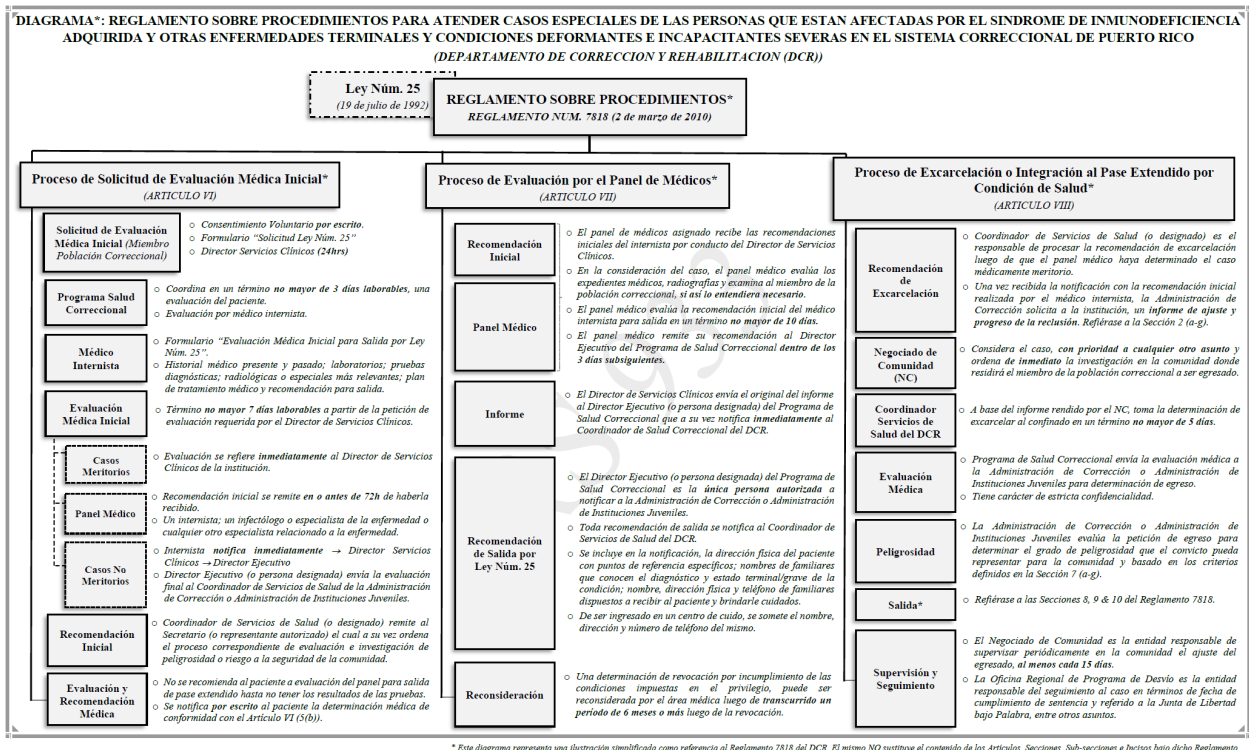 DIAGRAMA*: REGLAMENTO SOBRE PROCEDIMIENTOS PARA ATENDER CASOS ESPECIALES DE LAS PERSONAS QUE ESTAN AFECTADAS POR EL SINDROME DE INMUNODEFICIENCIA
ADQUIRIDA Y OTRAS ENFERMEDADES TERMINALES Y CONDICIONES DEFORMANTES E INCAPACITANTES SEVERAS EN EL SISTEMA CORRECCIONAL DE PUERTO RICO
(DEPARTAMENTO DE CORRECCION Y REHABILITACION (DCR))
Ley Núm. 25
(19 de julio de 1992)
REGLAMENTO SOBRE PROCEDIMIENTOS*
REGLAMENTO NUM. 7818 (2 de marzo de 2010)
Proceso de Solicitud de Evaluación Médica Inicial*
(ARTICULO VI)
Solicitud de Evaluación
Médica Inicial (Miembro
Población Correccional)
o Consentimiento Voluntario por escrito.
o Formulario "Solicitud Ley Núm. 25"
o Director Servicios Clínicos (24hrs)
Programa Salud
Correccional
o Coordina en un término no mayor de 3 días laborables, una
evaluación del paciente.
o Evaluación por médico internista.
Médico
Internista
o Formulario "Evaluación Médica Inicial para Salida por Ley
Núm. 25".
o Historial médico presente y pasado; laboratorios; pruebas
diagnósticas; radiológicas o especiales más relevantes; plan
de tratamiento médico y recomendación para salida.
Evaluación
Médica Inicial
o Término no mayor 7 días laborables a partir de la petición de
evaluación requerida por el Director de Servicios Clínicos.
Casos
Meritorios
o Evaluación se refiere inmediatamente al Director de Servicios
Clínicos de la institución.
Panel Médico
o Recomendación inicial se remite en o antes de 72h de haberla
recibido.
o Un internista; un infectólogo o especialista de la enfermedad o
cualquier otro especialista relacionado a la enfermedad.
Casos No
Meritorios
o Internista notifica inmediatamente → Director Servicios
Clínicos → Director Ejecutivo
o Director Ejecutivo (o persona designada) envía la evaluación
final al Coordinador de Servicios de Salud de la Administración
de Corrección o Administración de Instituciones Juveniles.
Recomendación
Inicial
o Coordinador de Servicios de Salud (o designado) remite al
Secretario (o representante autorizado) el cual a su vez ordena
el proceso correspondiente de evaluación e investigación de
peligrosidad o riesgo a la seguridad de la comunidad.
Evaluación y
Recomendación
Médica
o No se recomienda al paciente a evaluación del panel para salida
de pase extendido hasta no tener los resultados de las pruebas.
o Se notifica por escrito al paciente la determinación médica de
conformidad con el Artículo VI (5(b)).
Proceso de Evaluación por el Panel de Médicos*
(ARTICULO VII)
Recomendación
Inicial
o El panel de médicos asignado recibe las recomendaciones
iniciales del internista por conducto del Director de Servicios
Clínicos.
Panel Médico
o En la consideración del caso, el panel médico evalúa los
expedientes médicos, radiografías y examina al miembro de la
población correccional, si así lo entendiera necesario.
o El panel médico evalúa la recomendación inicial del médico
internista para salida en un término no mayor de 10 días.
o El panel médico remite su recomendación al Director
Ejecutivo del Programa de Salud Correccional dentro de los
3 días subsiguientes.
Informe
o El Director de Servicios Clínicos envía el original del informe
al Director Ejecutivo (o persona designada) del Programa de
Salud Correccional que a su vez notifica inmediatamente al
Coordinador de Salud Correccional del DCR.
Recomendación
de Salida por
Ley Núm. 25
o El Director Ejecutivo (o persona designada) del Programa de
Salud Correccional es la única persona autorizada a
notificar a la Administración de Corrección o Administración
de Instituciones Juveniles.
o Toda recomendación de salida se notifica al Coordinador de
Servicios de Salud del DCR.
o Se incluye en la notificación, la dirección física del paciente
con puntos de referencia específicos; nombres de familiares
que conocen el diagnóstico y estado terminal/grave de la
condición; nombre, dirección física y teléfono de familiares
dispuestos a recibir al paciente y brindarle cuidados.
o De ser ingresado en un centro de cuido, se somete el nombre,
dirección y número de teléfono del mismo.
Reconsideración
o Una determinación de revocación por incumplimiento de las
condiciones impuestas en el privilegio, puede ser
reconsiderada por el área médica luego de transcurrido un
período de 6 meses o más luego de la revocación.
Proceso de Excarcelación o Integración al Pase Extendido por
Condición de Salud*
(ARTICULO VIII)
Recomendación
de Excarcelación
o Coordinador de Servicios de Salud (o designado) es el
responsable de procesar la recomendación de excarcelación
luego de que el panel médico haya determinado el caso
médicamente meritorio.
o Una vez recibida la notificación con la recomendación inicial
realizada por el médico internista, la Administración de
Corrección solicita a la institución, un informe de ajuste y
progreso de la reclusión. Refiérase a la Sección 2 (a-g).
Negociado de
Comunidad
(NC)
o Considera el caso, con prioridad a cualquier otro asunto y
ordena de inmediato la investigación en la comunidad donde
residirá el miembro de la población correccional a ser egresado.
Coordinador
Servicios de
Salud del DCR
o A base del informe rendido por el NC, toma la determinación de
excarcelar al confinado en un término no mayor de 5 días.
Evaluación
Médica
o Programa de Salud Correccional envía la evaluación médica a
la Administración de Corrección o Administración de
Instituciones Juveniles para determinación de egreso.
o Tiene carácter de estricta confidencialidad.
Peligrosidad
o La Administración de Corrección o Administración de
Instituciones Juveniles evalúa la petición de egreso para
determinar el grado de peligrosidad que el convicto pueda
representar para la comunidad y basado en los criterios
definidos en la Sección 7 (a-g).
Salida*
o Refiérase a las Secciones 8, 9 & 10 del Reglamento 7818.
Supervisión y
Seguimiento
o El Negociado de Comunidad es la entidad responsable de
supervisar periódicamente en la comunidad el ajuste del
egresado, al menos cada 15 días.
o La Oficina Regional de Programa de Desvío es la entidad
responsable del seguimiento al caso en términos de fecha de
cumplimiento de sentencia y referido a la Junta de Libertad
bajo Palabra, entre otros asuntos.
* Este diagrama representa una ilustración simplificada como referencia al Reglamento 7818 del DCR. El mismo NO sustituye el contenido de los Artículos, Secciones, Sub-secciones e Incisos bajo dicho Reglamento